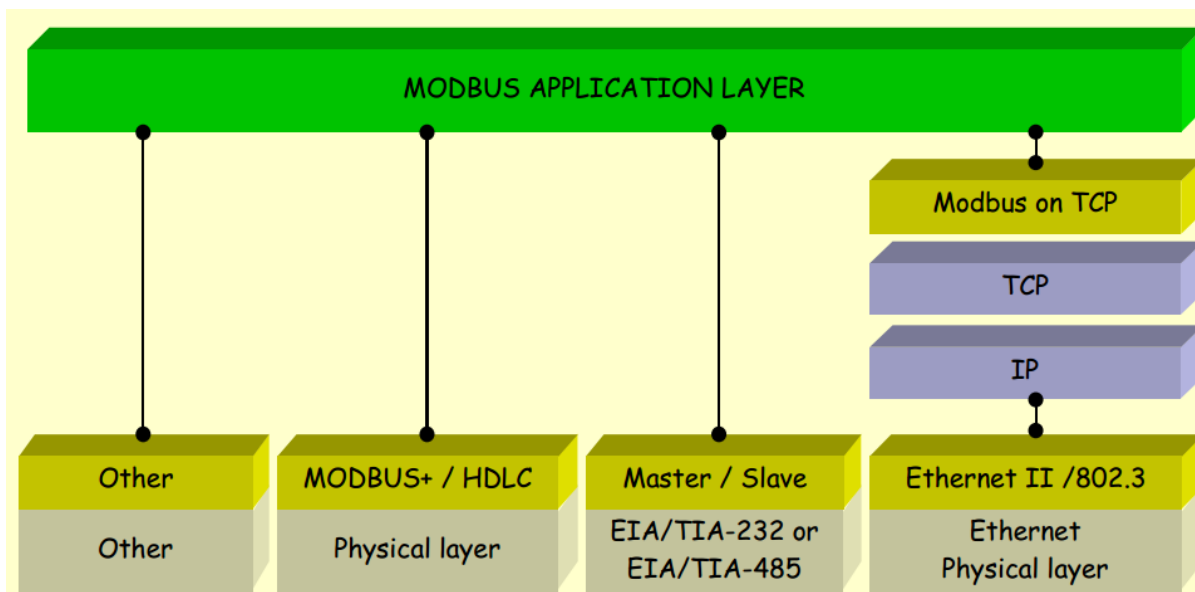 MODBUS APPLICATION LAYER
Modbus on TCP
TCP
IP
Other
MODBUS+ / HDLC
Master / Slave
Ethernet II /802.3
Other
Physical layer
EIA/TIA-232 or
EIA/TIA-485
Ethernet
Physical layer